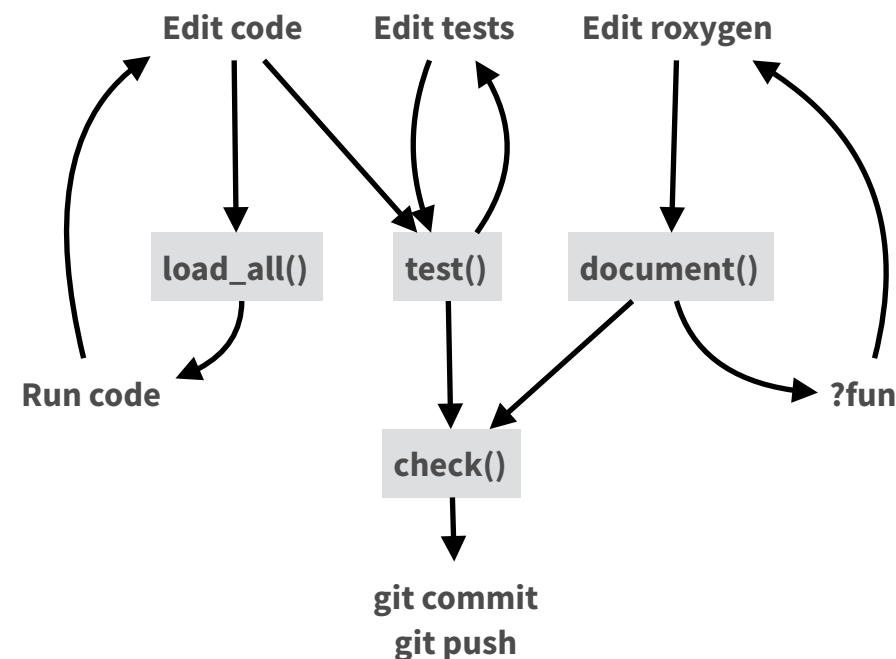 Edit code
Edit tests
Edit roxygen
load_all()
test()
document()
Run code
?fun
check()
git commit
git push